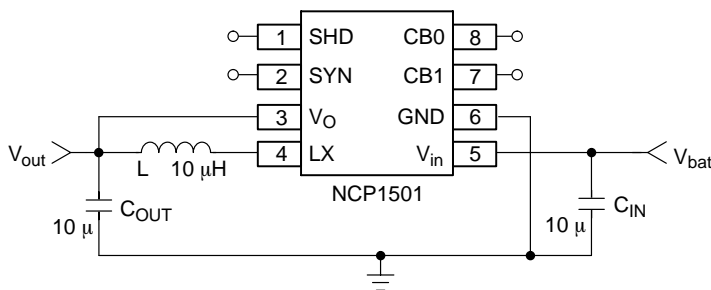 1 SHD CB0 8
2 SYN CB1 7
3 VO GND 6
Vout L 10 μH 4 LX Vin 5 Vbat
NCP1501
COUT
10 μ
CIN
10 μ